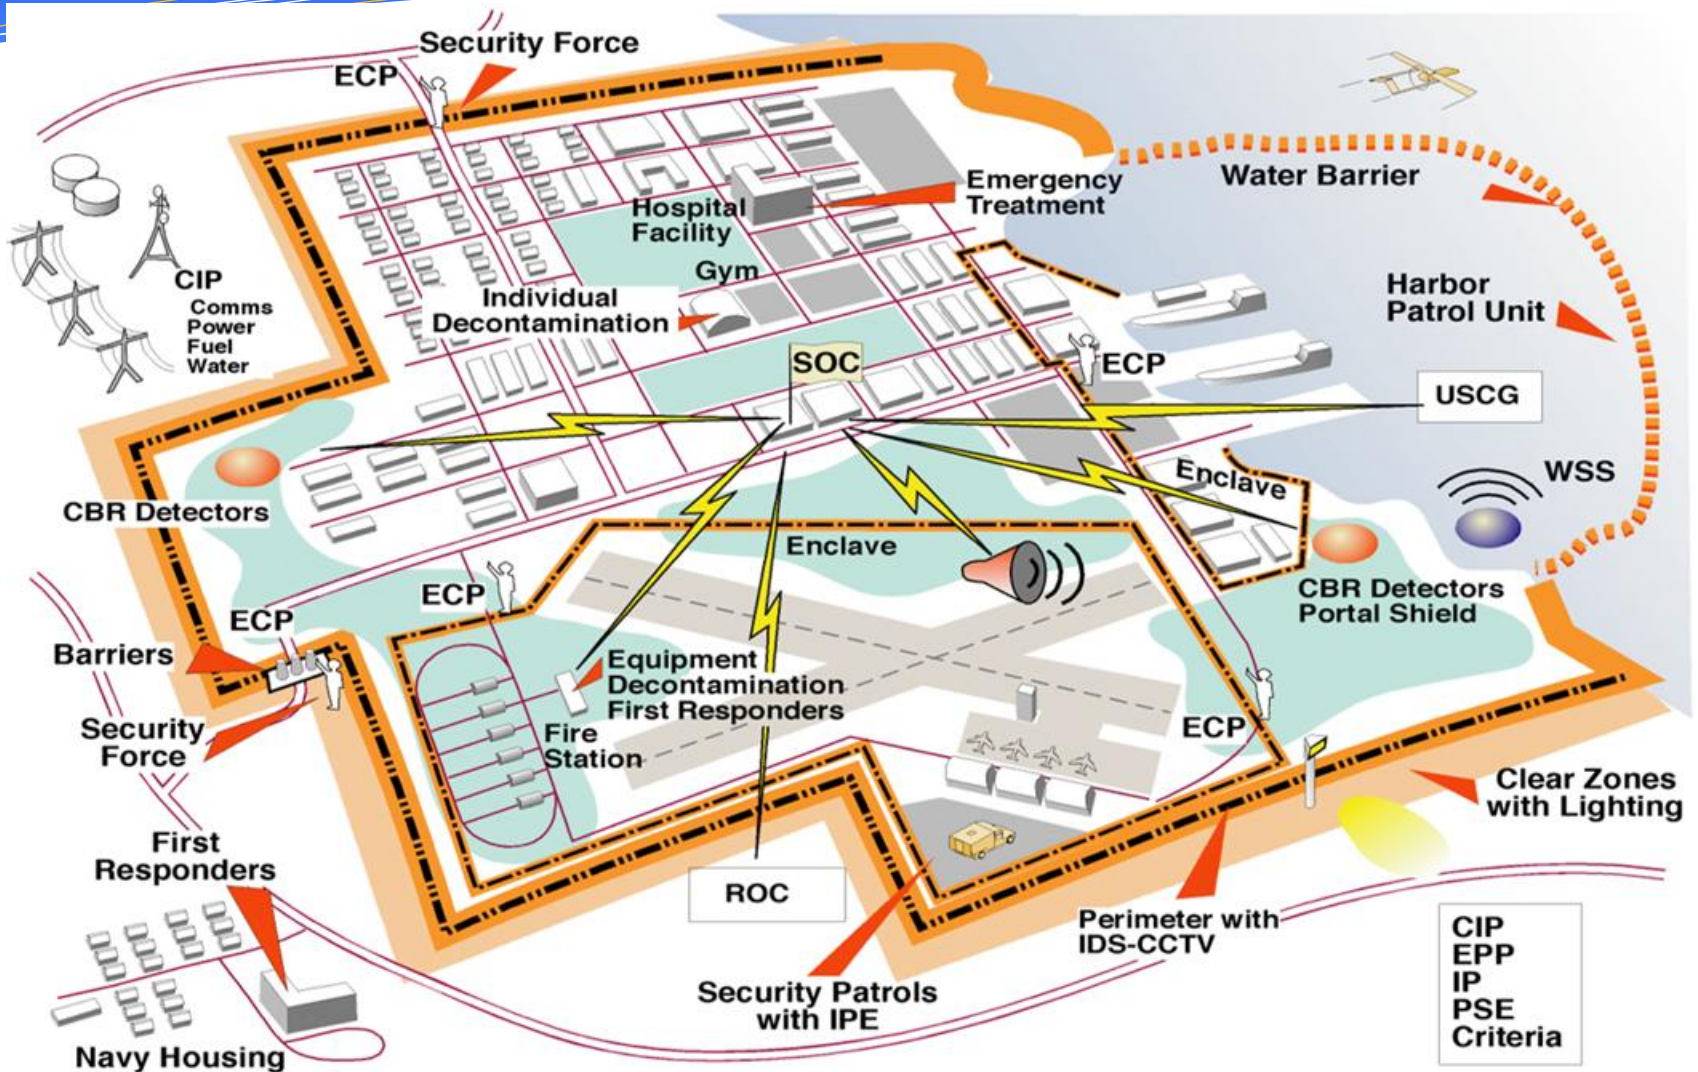 Security Force
ECP
Emergency
Treatment
Water Barrier
Hospital
Facility
Gym
CIP
Comms
Power
Fuel
Water
Individual
Decontamination
Harbor
Patrol Unit
SOC
ECP
USCG
Enclave
WSS
CBR Detectors
Enclave
ECP
CBR Detectors
Portal Shield
ECP
Barriers
Equipment
Decontamination
First Responders
Security
Force
Fire
Station
ECP
Clear Zones
with Lighting
First
Responders
ROC
Perimeter with
IDS-CCTV
Security Patrols
with IPE
CIP
EPP
IP
PSE
Criteria
Navy Housing